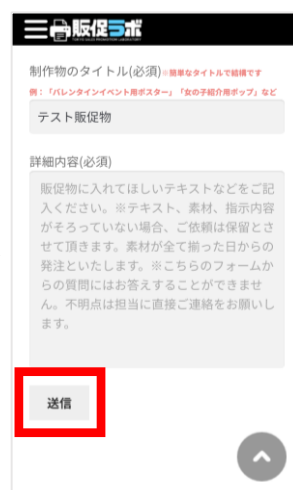 販促ラボ
TOKYO SALES PROMOTION LABORATORY
制作物のタイトル(必須)※簡単なタイトルで結構です
例：「バレンタインイベント用ポスター」「女の子紹介用ポップ」など
テスト販促物
詳細内容(必須)
販促物に入れてほしいテキストなどをご記
入ください。※テキスト、素材、指示内容
がそろっていない場合、ご依頼は保留とさ
せて頂きます。素材が全て揃った日からの
発注といたします。※こちらのフォームか
らの質問にはお答えすることができませ
ん。不明点は担当に直接ご連絡をお願いし
ます。
送信